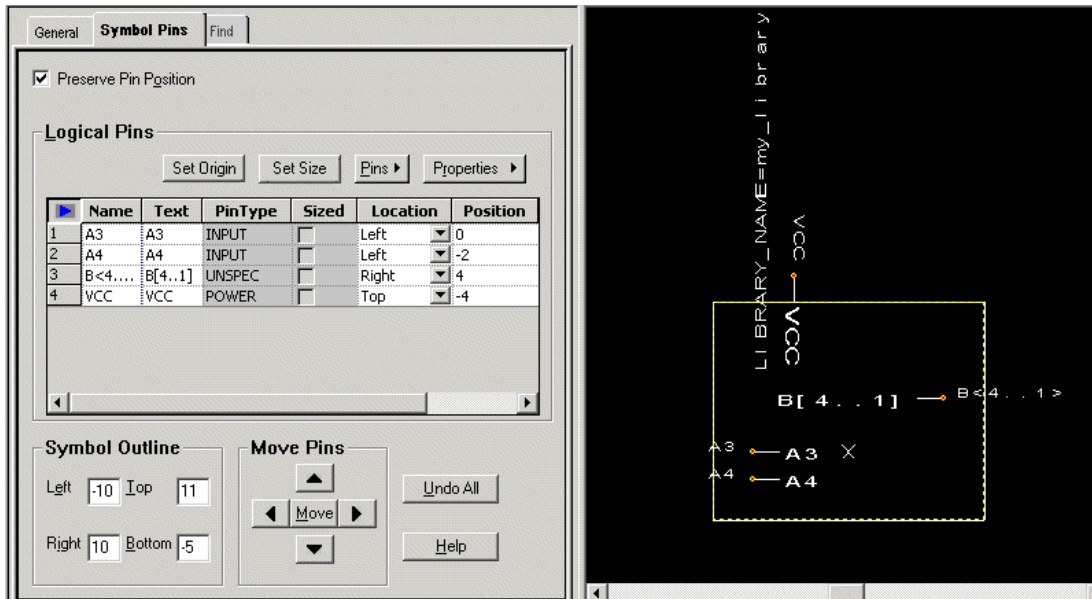 General Symbol Pins Find
Preserve Pin Position
Logical Pins
Set Origin Set Size Pins Properties
Name Text PinType Sized Location Position
1 A3 A3 INPUT Left 0
2 A4 A4 INPUT Left -2
3 B<4.... B[4..1] UNSPEC Right 4
4 VCC VCC POWER Top -4
Symbol Outline
Left -10 Top 11
Right 10 Bottom -5
Move Pins
Move
Undo All
Help
LIBRARY_NAME=my_library
VCC
VCC
B[4..1] B<4..1>
A3 A3
A4 A4